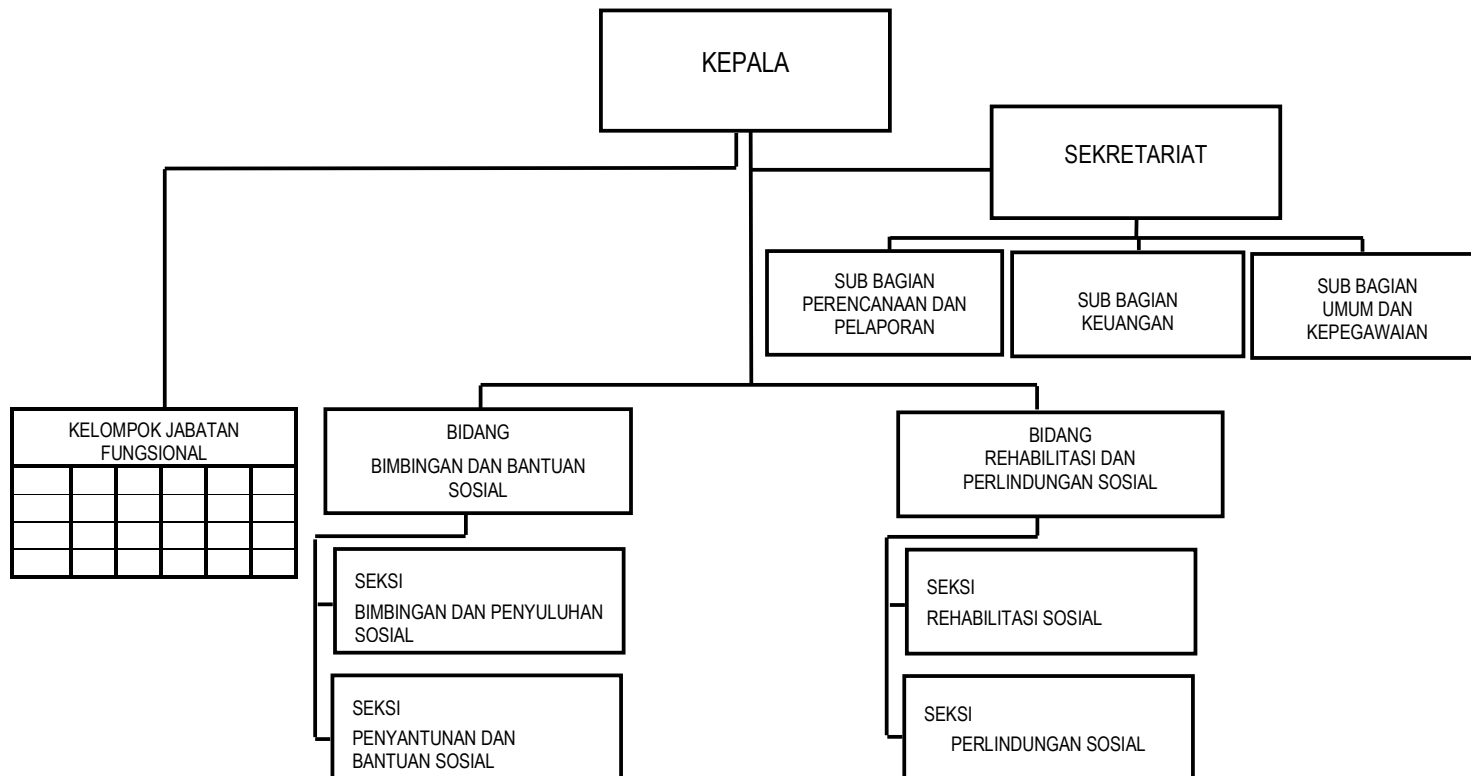 KEPALA
SEKRETARIAT
SUB BAGIAN
PERENCANAAN DAN
PELAPORAN
SUB BAGIAN
KEUANGAN
SUB BAGIAN
UMUM DAN
KEPEGAWAIAN
KELOMPOK JABATAN
FUNGSIONAL
BIDANG
BIMBINGAN DAN BANTUAN
SOSIAL
BIDANG
REHABILITASI DAN
PERLINDUNGAN SOSIAL
SEKSI
BIMBINGAN DAN PENYULUHAN
SOSIAL
SEKSI
REHABILITASI SOSIAL
SEKSI
PENYANTUNAN DAN
BANTUAN SOSIAL
SEKSI
PERLINDUNGAN SOSIAL